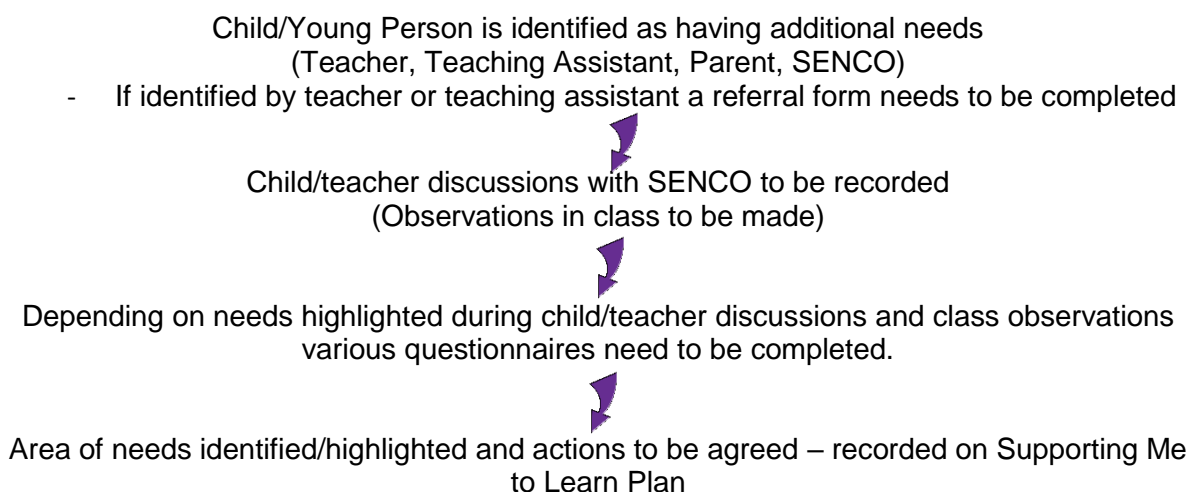 Child/Young Person is identified as having additional needs
(Teacher, Teaching Assistant, Parent, SENCO)
- If identified by teacher or teaching assistant a referral form needs to be completed
Child/teacher discussions with SENCO to be recorded
(Observations in class to be made)
Depending on needs highlighted during child/teacher discussions and class observations
various questionnaires need to be completed.
Area of needs identified/highlighted and actions to be agreed – recorded on Supporting Me
to Learn Plan